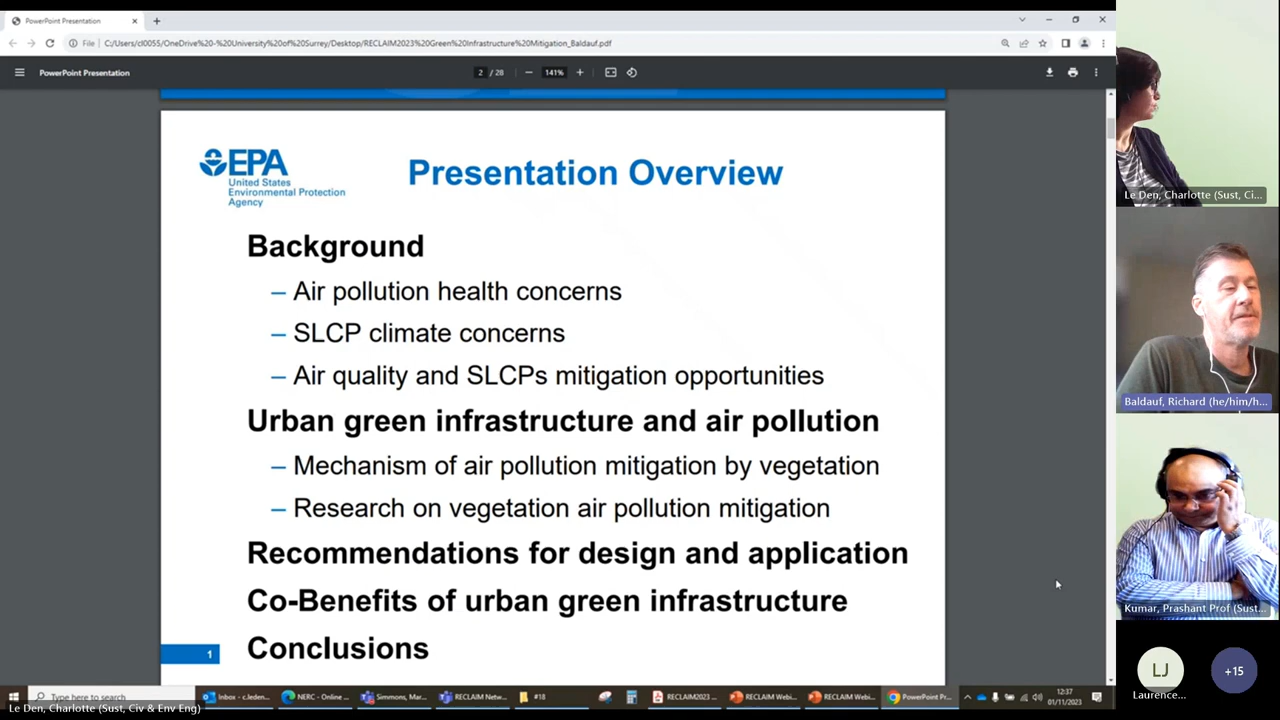 PowerPoint Presentation
File
C:/Users/cl0055/OneDrive%20-%20University%20of%20Surrey/Desktop/RECLAIM2023%20Green%20Infrastructure%20Mitigation_Baldauf.pdf
PowerPoint Presentation
2 / 28
141%
EPA
United States
Environmental Protection
Agency
Presentation Overview
Background
– Air pollution health concerns
– SLCP climate concerns
– Air quality and SLCPs mitigation opportunities
Urban green infrastructure and air pollution
– Mechanism of air pollution mitigation by vegetation
– Research on vegetation air pollution mitigation
Recommendations for design and application
Co-Benefits of urban green infrastructure
Conclusions
1
Le Den, Charlotte (Sust, Ci...
Baldauf, Richard (he/him/h...
Kumar, Prashant Prof (Sust...
LJ
Laurence...
+15
Type here to search
Inbox - c.leden...
NERC - Online ...
Simmons, Mar...
RECLAIM Netw...
#18
RECLAIM2023 ...
RECLAIM Webi...
RECLAIM Webi...
PowerPoint Pr...
12:37
01/11/2023
Le Den, Charlotte (Sust, Civ & Env Eng)